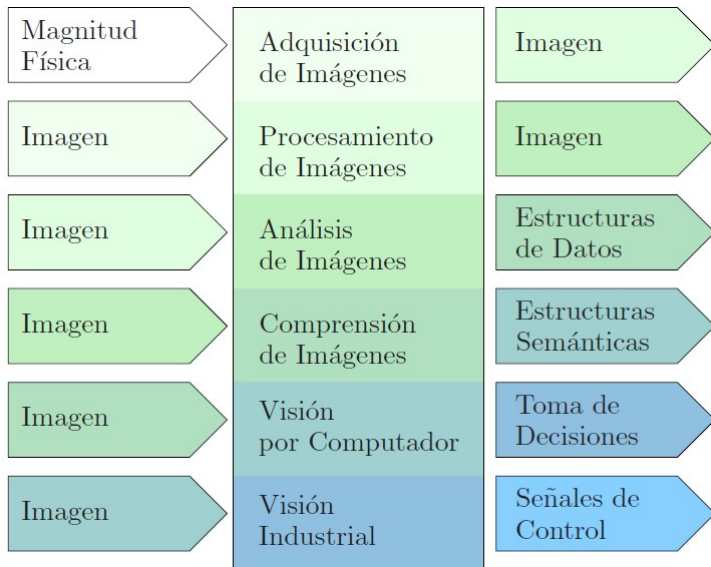 Magnitud
Física
Adquisición
de Imágenes
Imagen
Imagen
Procesamiento
de Imágenes
Imagen
Imagen
Análisis
de Imágenes
Estructuras
de Datos
Imagen
Comprensión
de Imágenes
Estructuras
Semánticas
Imagen
Visión
por Computador
Toma de
Decisiones
Imagen
Visión
Industrial
Señales de
Control